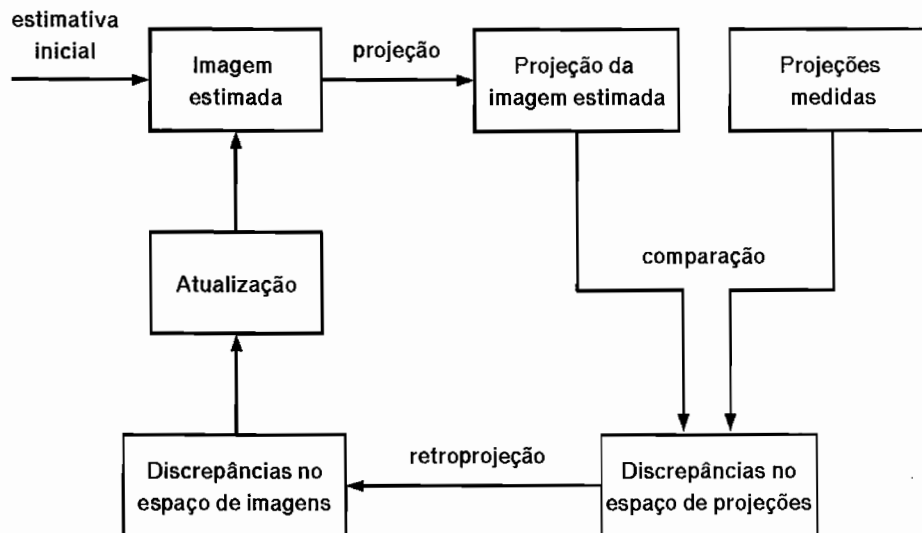 estimativa
inicial
Imagem
estimada
projeção
Projeção da
imagem estimada
Projeções
medidas
comparação
Atualização
Discrepâncias no
espaço de imagens
retroprojeção
Discrepâncias no
espaço de projeções